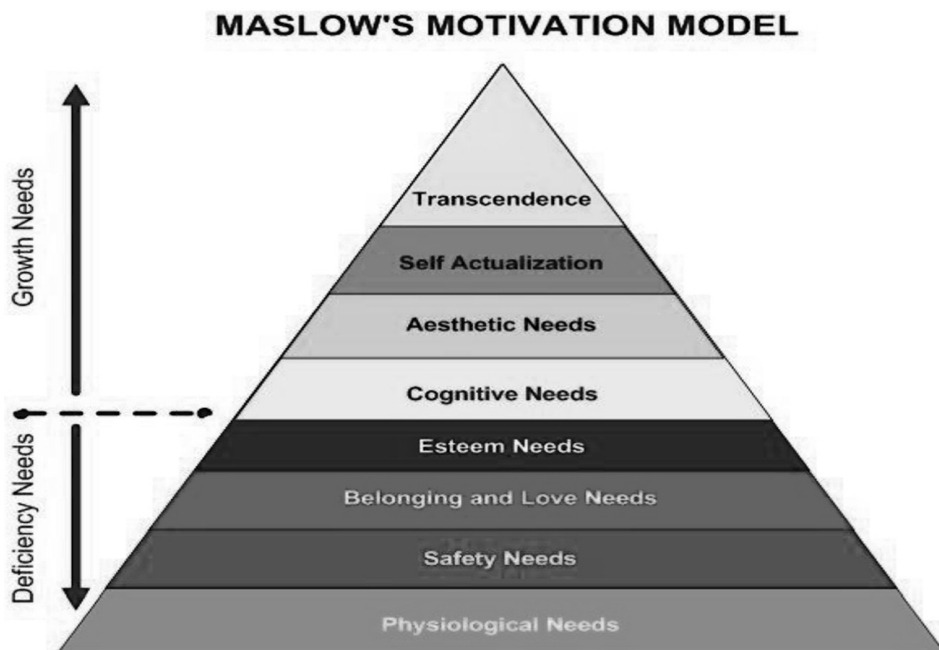 MASLOW'S MOTIVATION MODEL
Growth Needs
Deficiency Needs
Transcendence
Self Actualization
Aesthetic Needs
Cognitive Needs
Esteem Needs
Belonging and Love Needs
Safety Needs
Physiological Needs